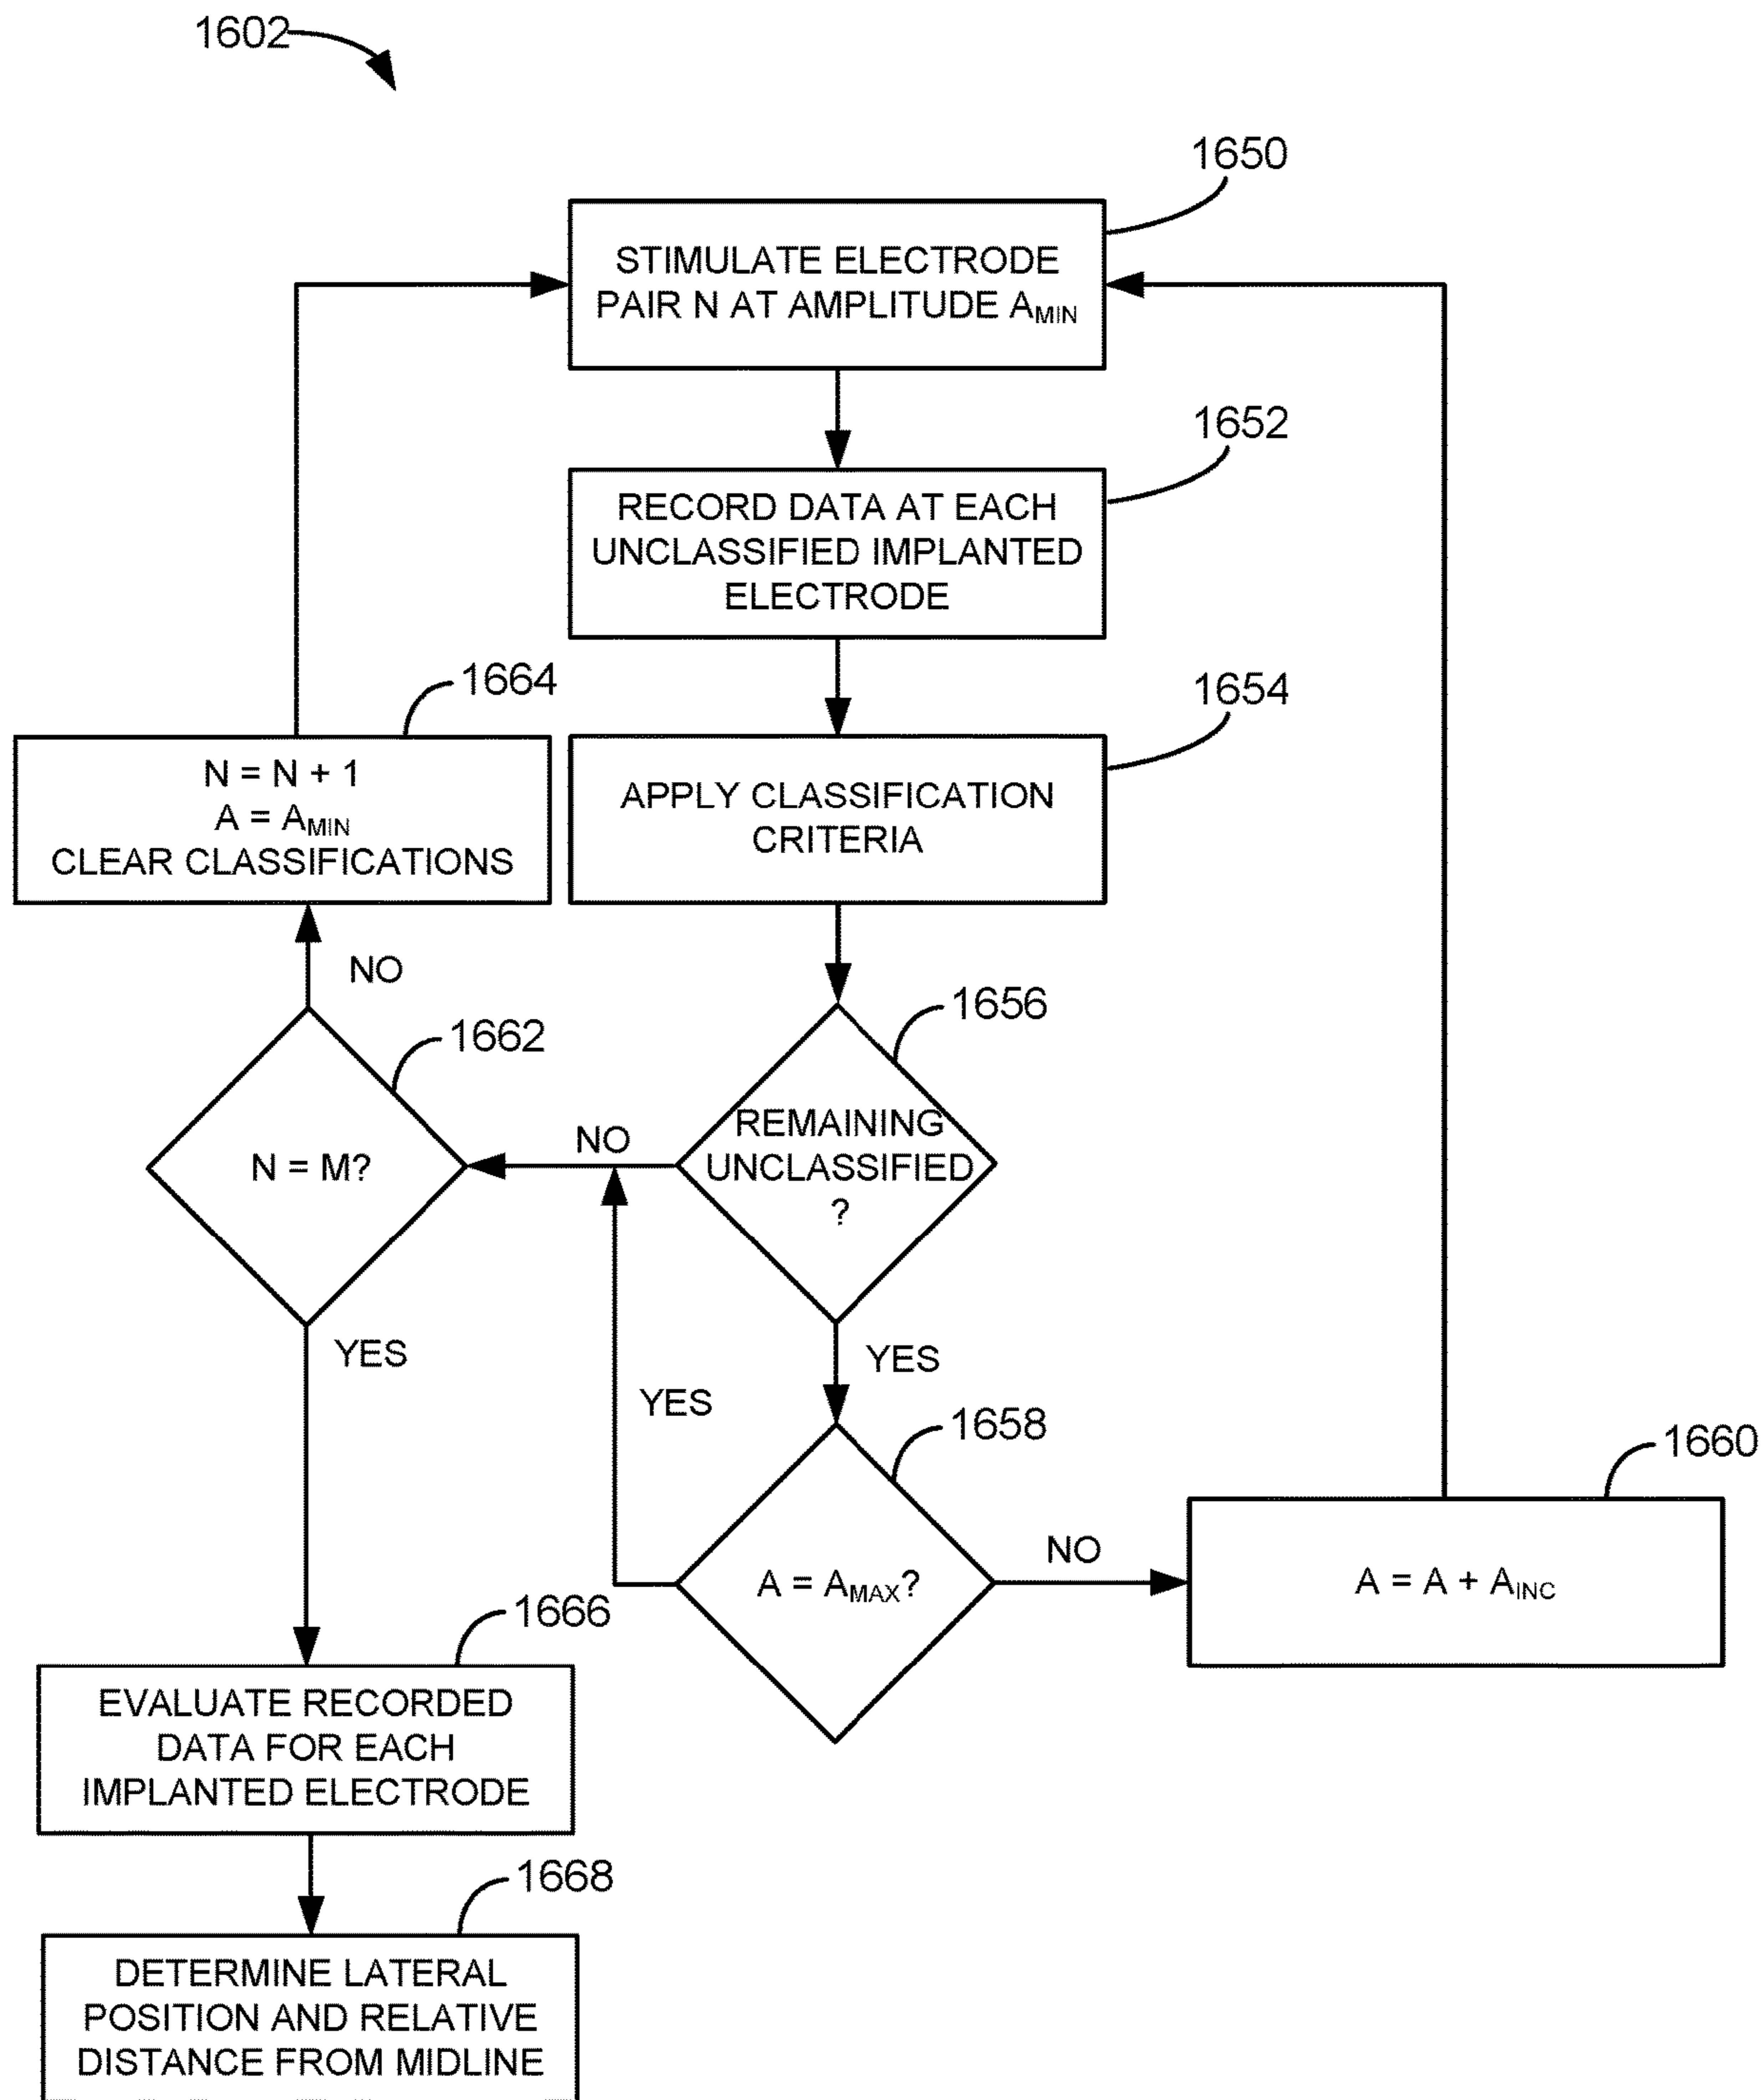 1602
1650
STIMULATE ELECTRODE
PAIR N AT AMPLITUDE AMIN
1652
RECORD DATA AT EACH
UNCLASSIFIED IMPLANTED
ELECTRODE
1664
1654
N = N + 1
A = AMIN
CLEAR CLASSIFICATIONS
APPLY CLASSIFICATION
CRITERIA
NO
1656
1662
REMAINING
UNCLASSIFIED
?
NO
N = M?
YES
YES
YES
1658
1660
A = AMAX?
NO
A = A + AINC
1666
EVALUATE RECORDED
DATA FOR EACH
IMPLANTED ELECTRODE
1668
DETERMINE LATERAL
POSITION AND RELATIVE
DISTANCE FROM MIDLINE